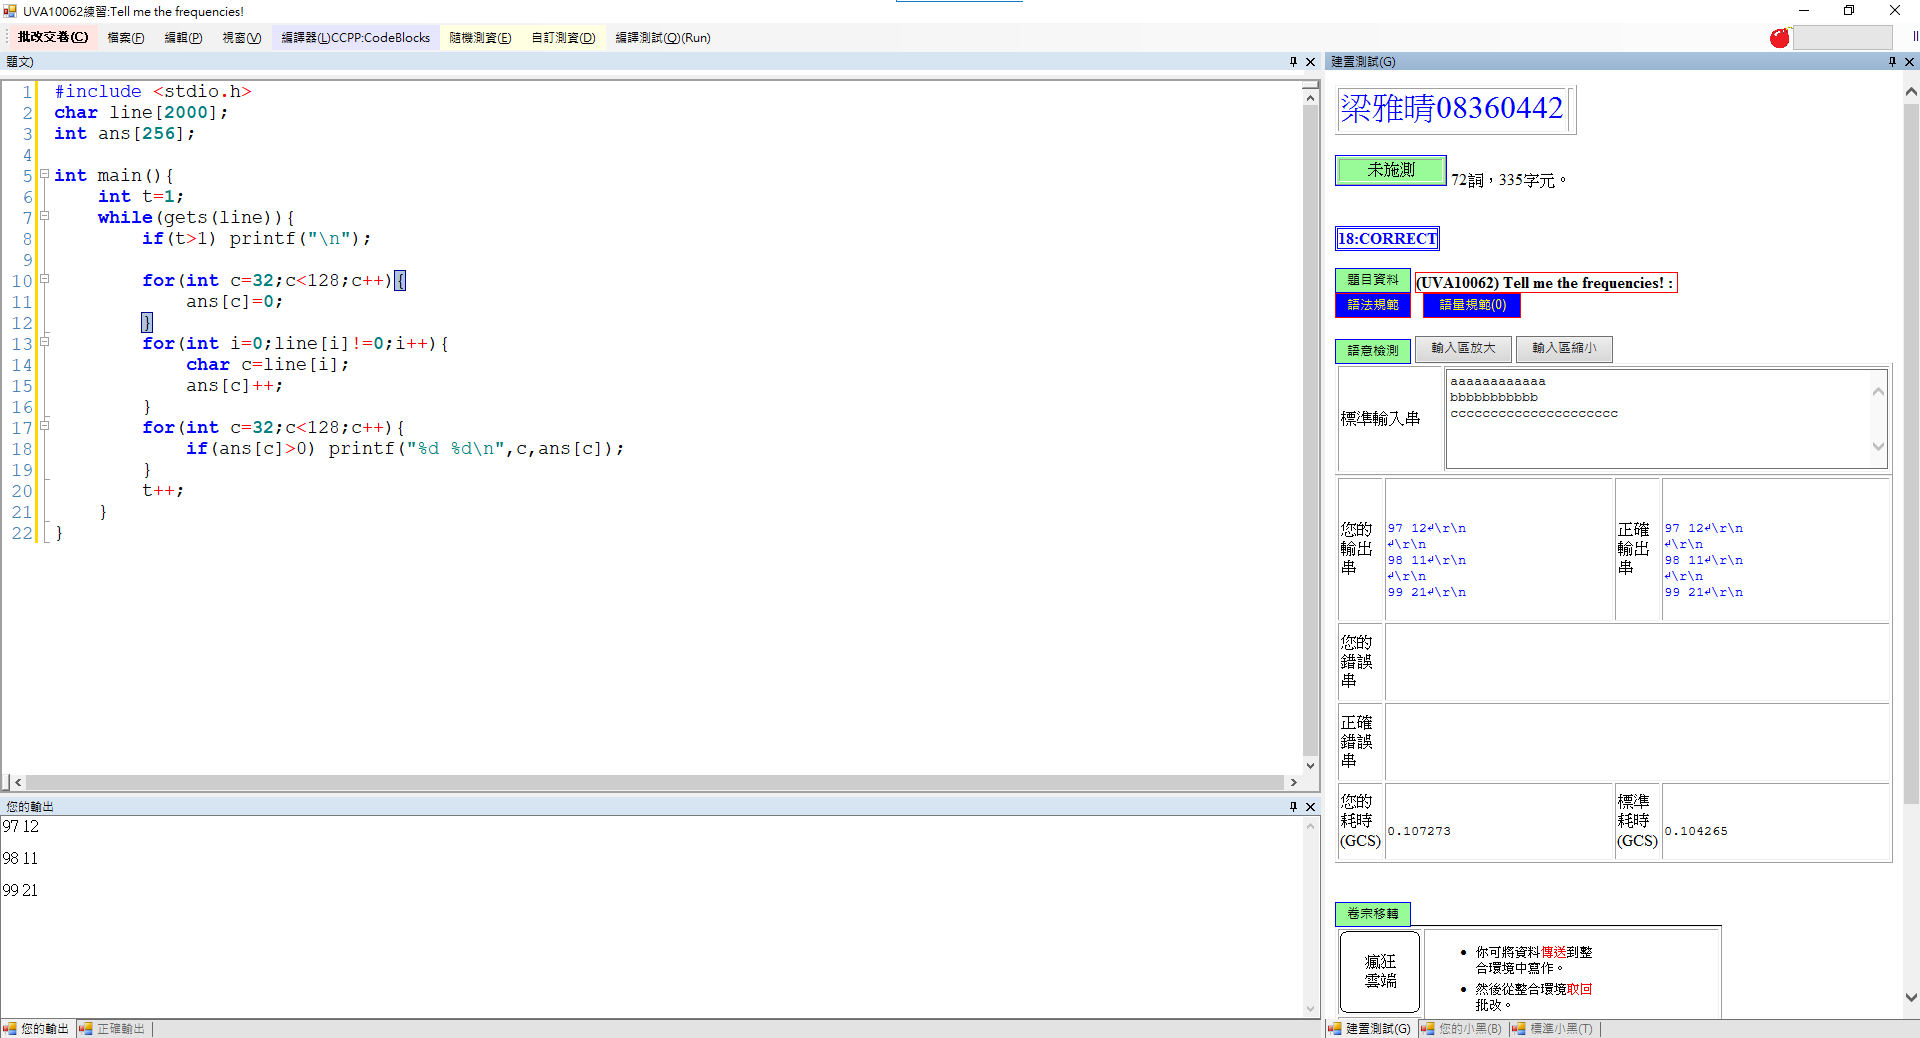 UVA10062練習:Tell me the frequencies!
批改交卷(C) 檔案(F) 編輯(P) 視窗(V) 編譯器(L)CCPP:CodeBlocks 隨機測資(E) 自訂測資(D) 編譯測試(Q)(Run)
題文)
1 #include <stdio.h>
2 char line[2000];
3 int ans[256];
4
5 int main(){
6 int t=1;
7 while(gets(line)){
8 if(t>1) printf("\n");
9
10 for(int c=32;c<128;c++){
11 ans[c]=0;
12 }
13 for(int i=0;line[i]!=0;i++){
14 char c=line[i];
15 ans[c]++;
16 }
17 for(int c=32;c<128;c++){
18 if(ans[c]>0) printf("%d %d\n",c,ans[c]);
19 }
20 t++;
21 }
22 }
您的輸出
97 12
98 11
99 21
您的輸出 正確輸出
建置測試(G)
梁雅晴08360442
未施測 72詞，335字元。
18:CORRECT
題目資料 (UVA10062) Tell me the frequencies! :
語法規範 語量規範(0)
語意檢測 輸入區放大 輸入區縮小
標準輸入串
aaaaaaaaaaaa
bbbbbbbbbbb
ccccccccccccccccccccc
您的輸出串
97 12↲\r\n
↲\r\n
98 11↲\r\n
↲\r\n
99 21↲\r\n
正確輸出串
97 12↲\r\n
↲\r\n
98 11↲\r\n
↲\r\n
99 21↲\r\n
您的錯誤串
正確錯誤串
您的耗時(GCS) 0.107273 標準耗時(GCS) 0.104265
卷宗移轉
瘋狂雲端
• 你可將資料傳送到整
合環境中寫作。
• 然後從整合環境取回
批改。
建置測試(G) 您的小黑(B) 標準小黑(T)